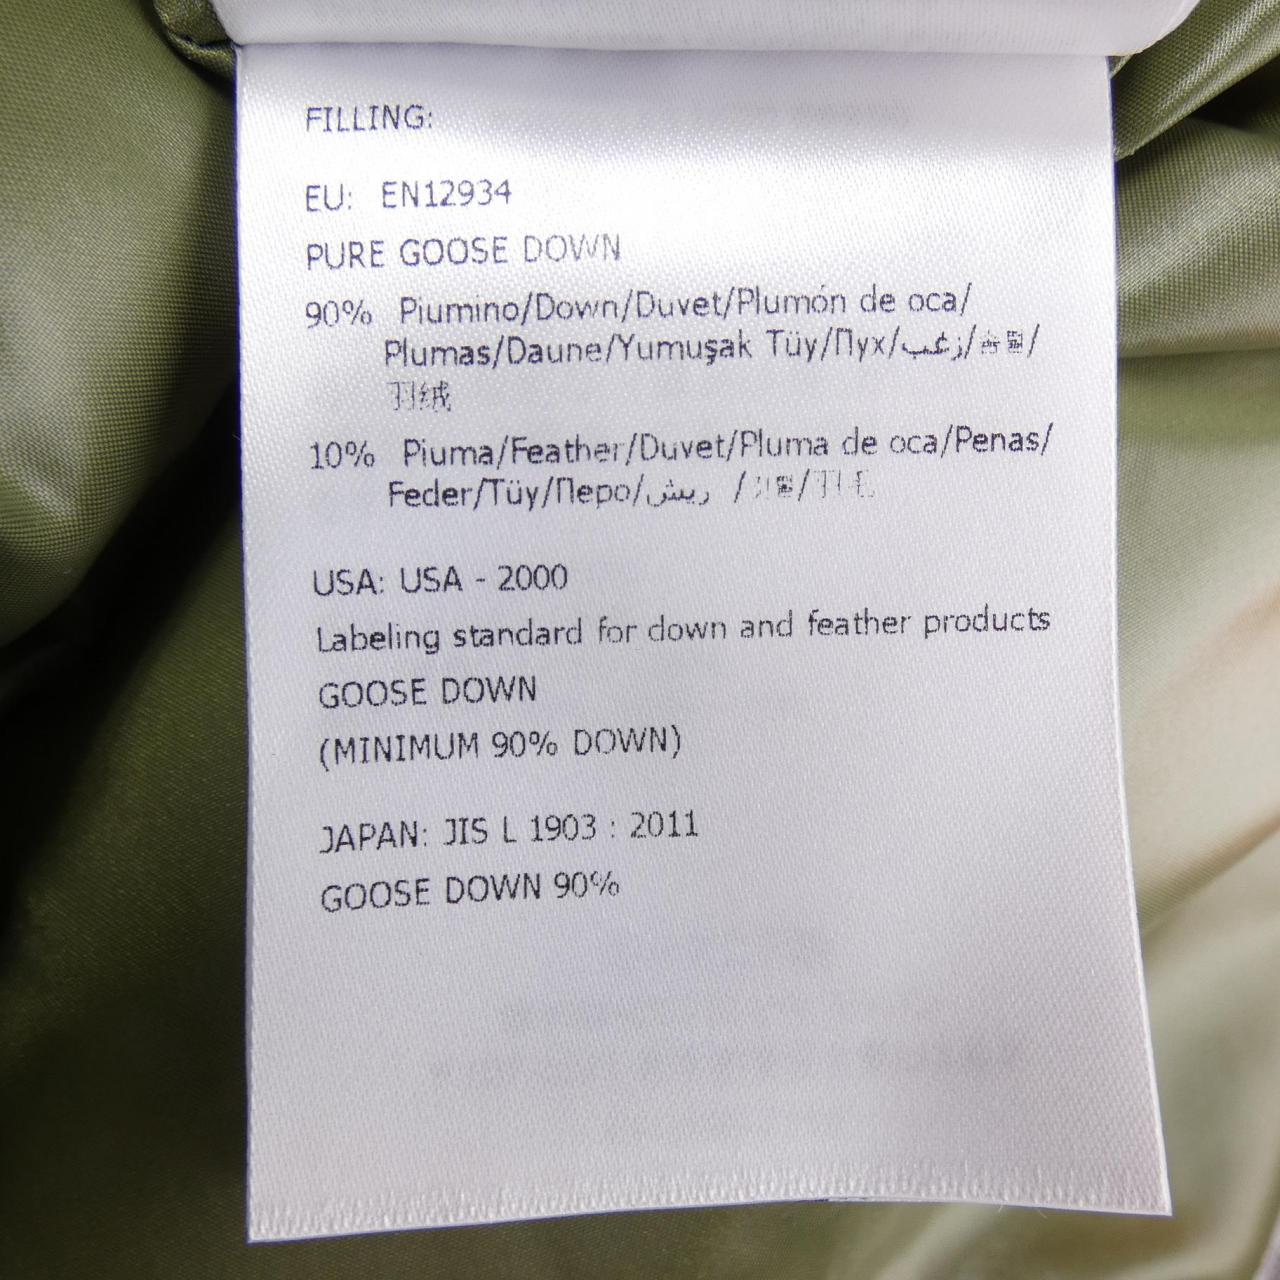 FILLING:
EU: EN12934
PURE GOOSE DOWN
90% Piumino/Down/Duvet/Plumón de oca/
Plumas/Daune/Yumuşak Tüy/Пух/زغب/
羽绒
10% Piuma/Feather/Duvet/Pluma de oca/Penas/
Feder/Tüy/Перо/ريش /羽毛
USA: USA - 2000
Labeling standard for down and feather products
GOOSE DOWN
(MINIMUM 90% DOWN)
JAPAN: JIS L 1903 : 2011
GOOSE DOWN 90%